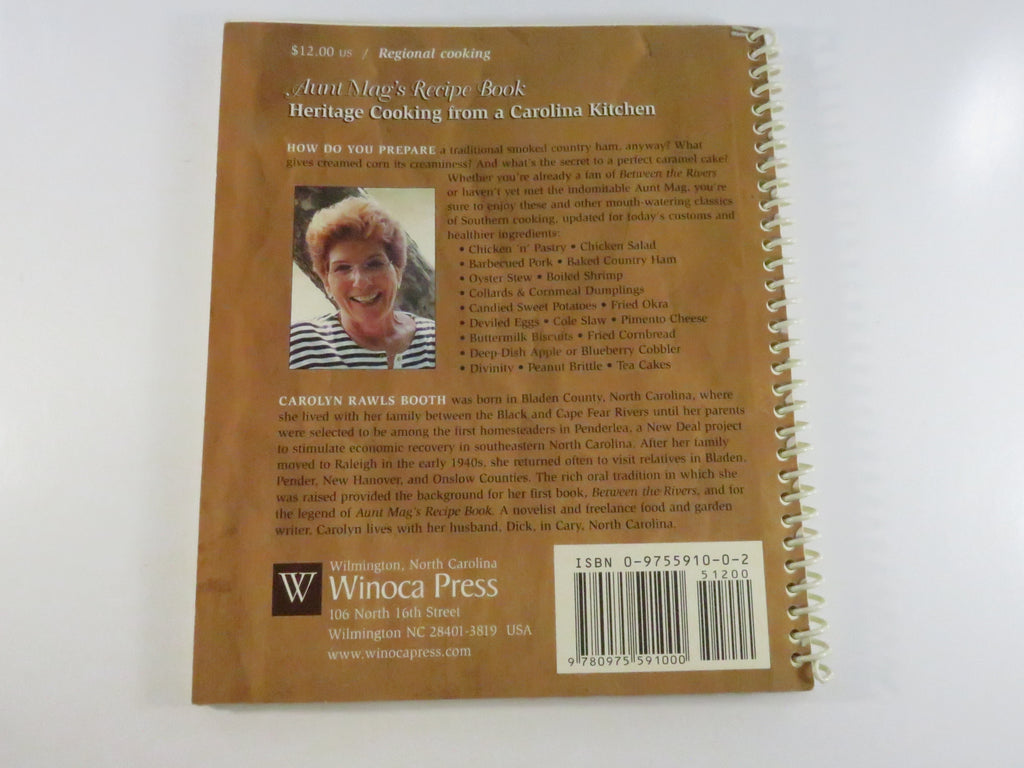 $12.00 US / Regional cooking
Aunt Mag's Recipe Book
Heritage Cooking from a Carolina Kitchen
HOW DO YOU PREPARE a traditional smoked country ham, anyway? What
gives creamed corn its creaminess? And what's the secret to a perfect caramel cake?
Whether you're already a fan of Between the Rivers
or haven't yet met the indomitable Aunt Mag, you're
sure to enjoy these and other mouth-watering classics
of Southern cooking, updated for today's customs and
healthier ingredients:
• Chicken 'n' Pastry • Chicken Salad
• Barbecued Pork • Baked Country Ham
• Oyster Stew • Boiled Shrimp
• Collards & Cornmeal Dumplings
• Candied Sweet Potatoes • Fried Okra
• Deviled Eggs • Cole Slaw • Pimento Cheese
• Buttermilk Biscuits • Fried Cornbread
• Deep-Dish Apple or Blueberry Cobbler
• Divinity • Peanut Brittle • Tea Cakes
CAROLYN RAWLS BOOTH was born in Bladen County, North Carolina, where
she lived with her family between the Black and Cape Fear Rivers until her parents
were selected to be among the first homesteaders in Penderlea, a New Deal project
to stimulate economic recovery in southeastern North Carolina. After her family
moved to Raleigh in the early 1940s, she returned often to visit relatives in Bladen,
Pender, New Hanover, and Onslow Counties. The rich oral tradition in which she
was raised provided the background for her first book, Between the Rivers, and for
the legend of Aunt Mag's Recipe Book. A novelist and freelance food and garden
writer, Carolyn lives with her husband, Dick, in Cary, North Carolina.
W
Wilmington, North Carolina
Winoca Press
106 North 16th Street
Wilmington NC 28401-3819 USA
www.winocapress.com
ISBN 0-9755910-0-2
51200
9 780975 591000